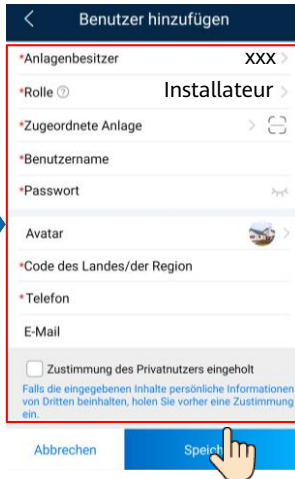 Benutzer hinzufügen
*Anlagenbesitzer XXX
*Rolle Installateur
*Zugeordnete Anlage
*Benutzername
*Passwort
Avatar
*Code des Landes/der Region
*Telefon
E-Mail
Zustimmung des Privatnutzers eingeholt
Falls die eingegebenen Inhalte persönliche Informationen
von Dritten beinhalten, holen Sie vorher eine Zustimmung
ein.
Abbrechen Speich